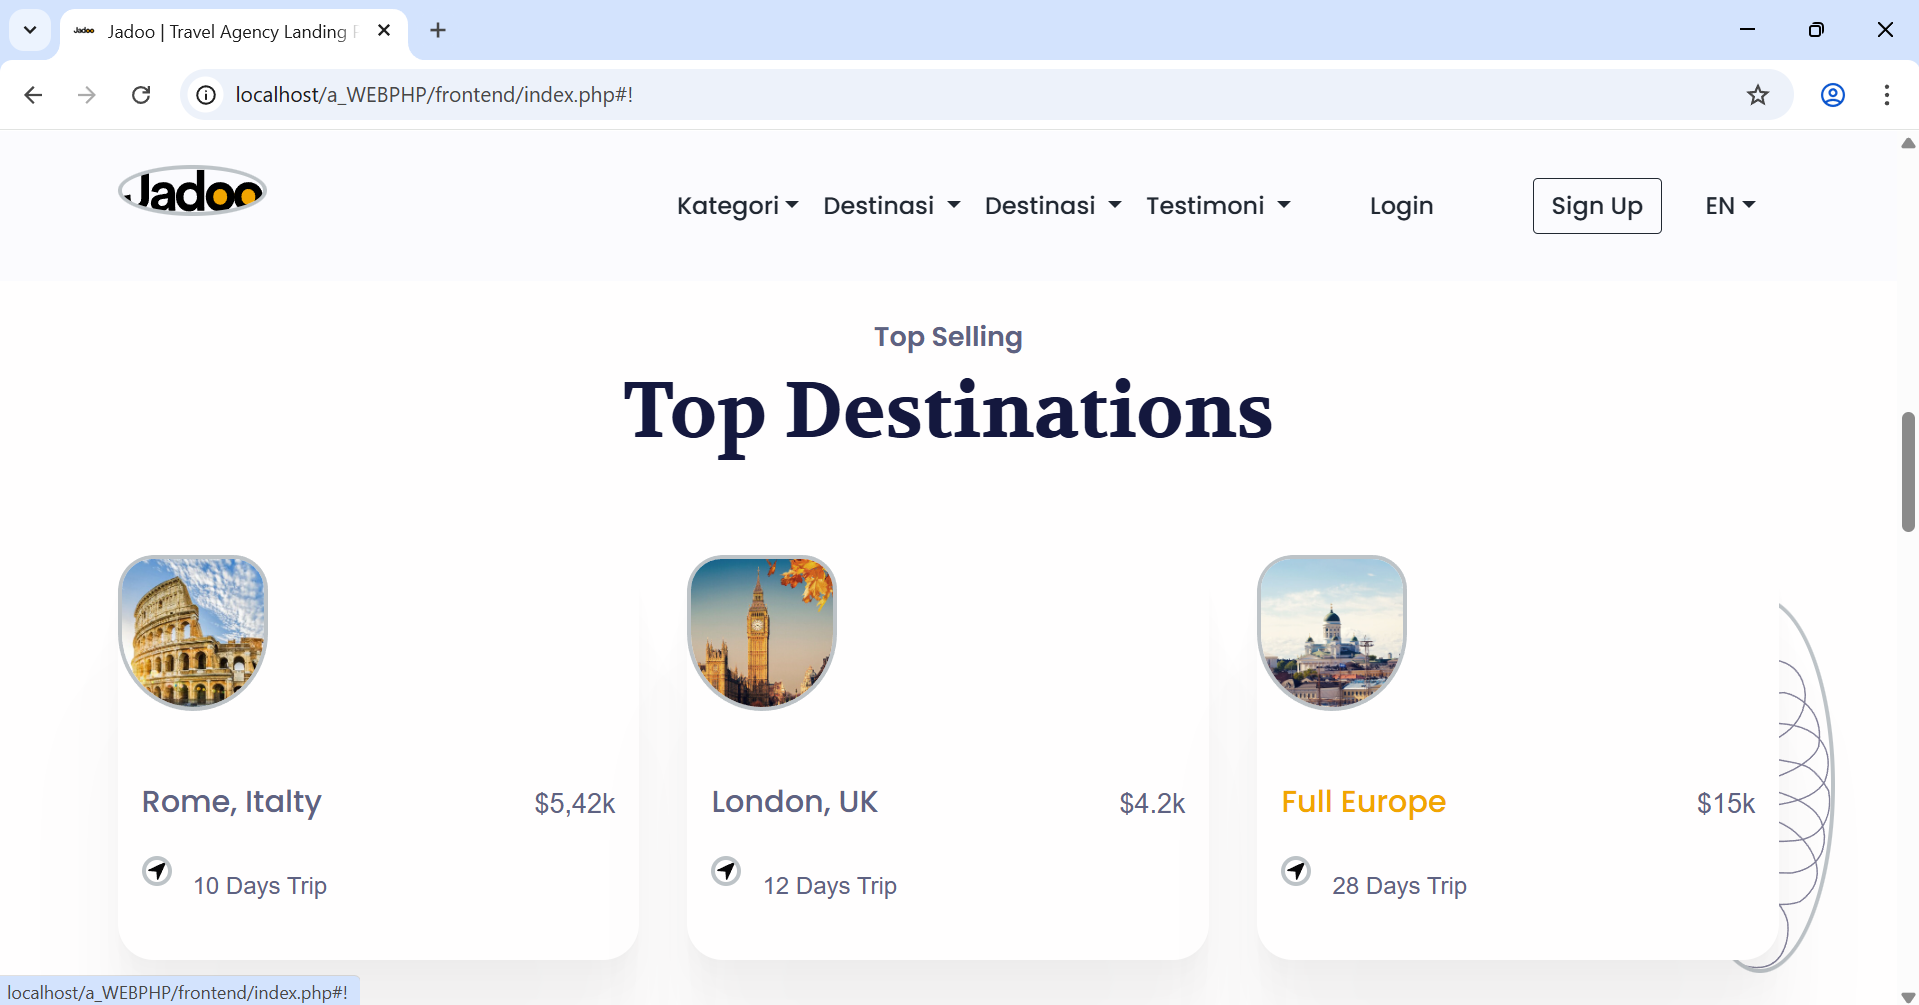 Jadoo
Jadoo | Travel Agency Landing
localhost/a_WEBPHP/frontend/index.php#!
Jadoo
Kategori Destinasi Destinasi Testimoni Login Sign Up EN
Top Selling
Top Destinations
Rome, Italty $5,42k
10 Days Trip
London, UK $4.2k
12 Days Trip
Full Europe $15k
28 Days Trip
localhost/a_WEBPHP/frontend/index.php#!